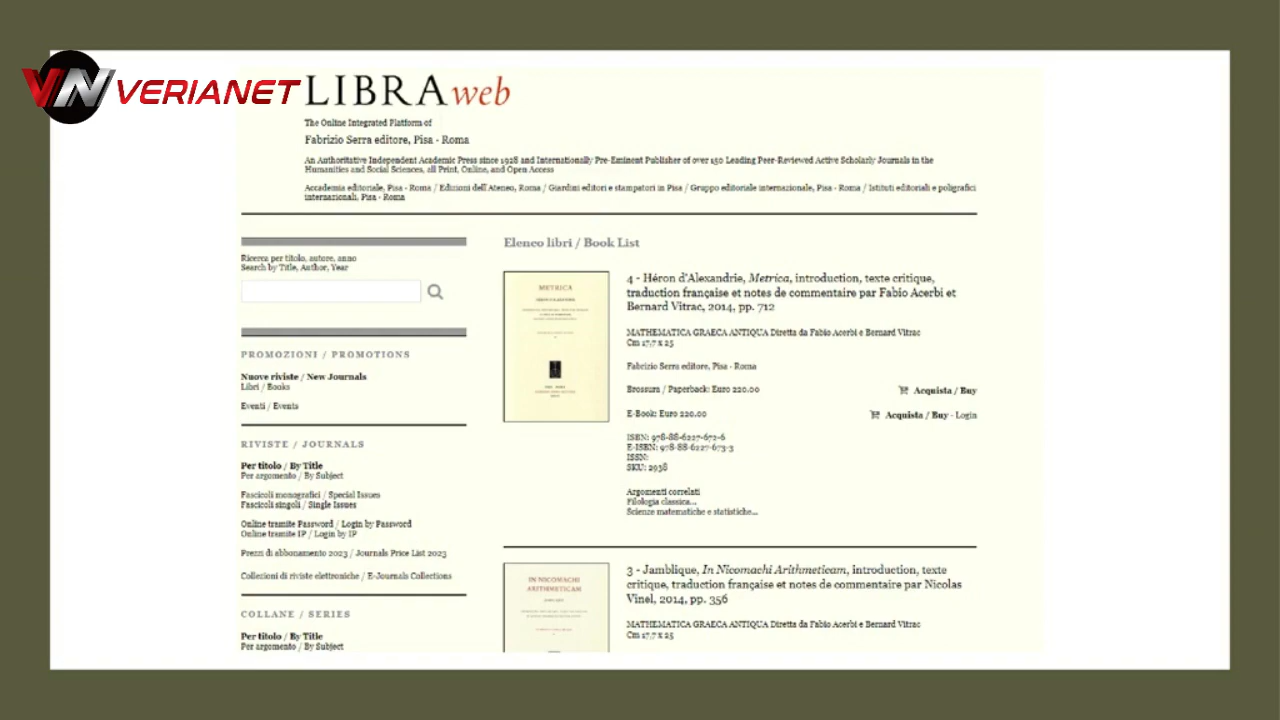 VN VERIANET
LIBRA web
The Online Integrated Platform of
Fabrizio Serra editore, Pisa - Roma
An Authoritative Independent Academic Press since 1928 and Internationally Pre-Eminent Publisher of over 150 Leading Peer-Reviewed Active Scholarly Journals in the
Humanities and Social Sciences, all Print, Online, and Open Access
Accademia editoriale, Pisa - Roma / Edizioni dell'Ateneo, Roma / Giardini editori e stampatori in Pisa / Gruppo editoriale internazionale, Pisa - Roma / Istituti editoriali e poligrafici
internazionali, Pisa - Roma
Ricerca per titolo, autore, anno
Search by Title, Author, Year
PROMOZIONI / PROMOTIONS
Nuove riviste / New Journals
Libri / Books
Eventi / Events
RIVISTE / JOURNALS
Per titolo / By Title
Per argomento / By Subject
Fascicoli monografici / Special Issues
Fascicoli singoli / Single Issues
Online tramite Password / Login by Password
Online tramite IP / Login by IP
Prezzi di abbonamento 2023 / Journals Price List 2023
Collezioni di riviste elettroniche / E-Journals Collections
COLLANE / SERIES
Per titolo / By Title
Per argomento / By Subject
Elenco libri / Book List
METRICA
4 - Héron d'Alexandrie, Metrica, introduction, texte critique,
traduction française et notes de commentaire par Fabio Acerbi et
Bernard Vitrac, 2014, pp. 712
MATHEMATICA GRAECA ANTIQUA Diretta da Fabio Acerbi e Bernard Vitrac
Cm 17,7 x 25
Fabrizio Serra editore, Pisa - Roma
Brossura / Paperback: Euro 220.00
Acquista / Buy
E-Book: Euro 220.00
Acquista / Buy - Login
ISBN: 978-88-6227-672-6
E-ISBN: 978-88-6227-673-3
ISSN:
SKU: 2938
Argomenti correlati
Filologia classica...
Scienze matematiche e statistiche...
IN NICOMACHI
ARITHMETICAM
3 - Jamblique, In Nicomachi Arithmeticam, introduction, texte
critique, traduction française et notes de commentaire par Nicolas
Vinel, 2014, pp. 356
MATHEMATICA GRAECA ANTIQUA Diretta da Fabio Acerbi e Bernard Vitrac
Cm 17,7 x 25